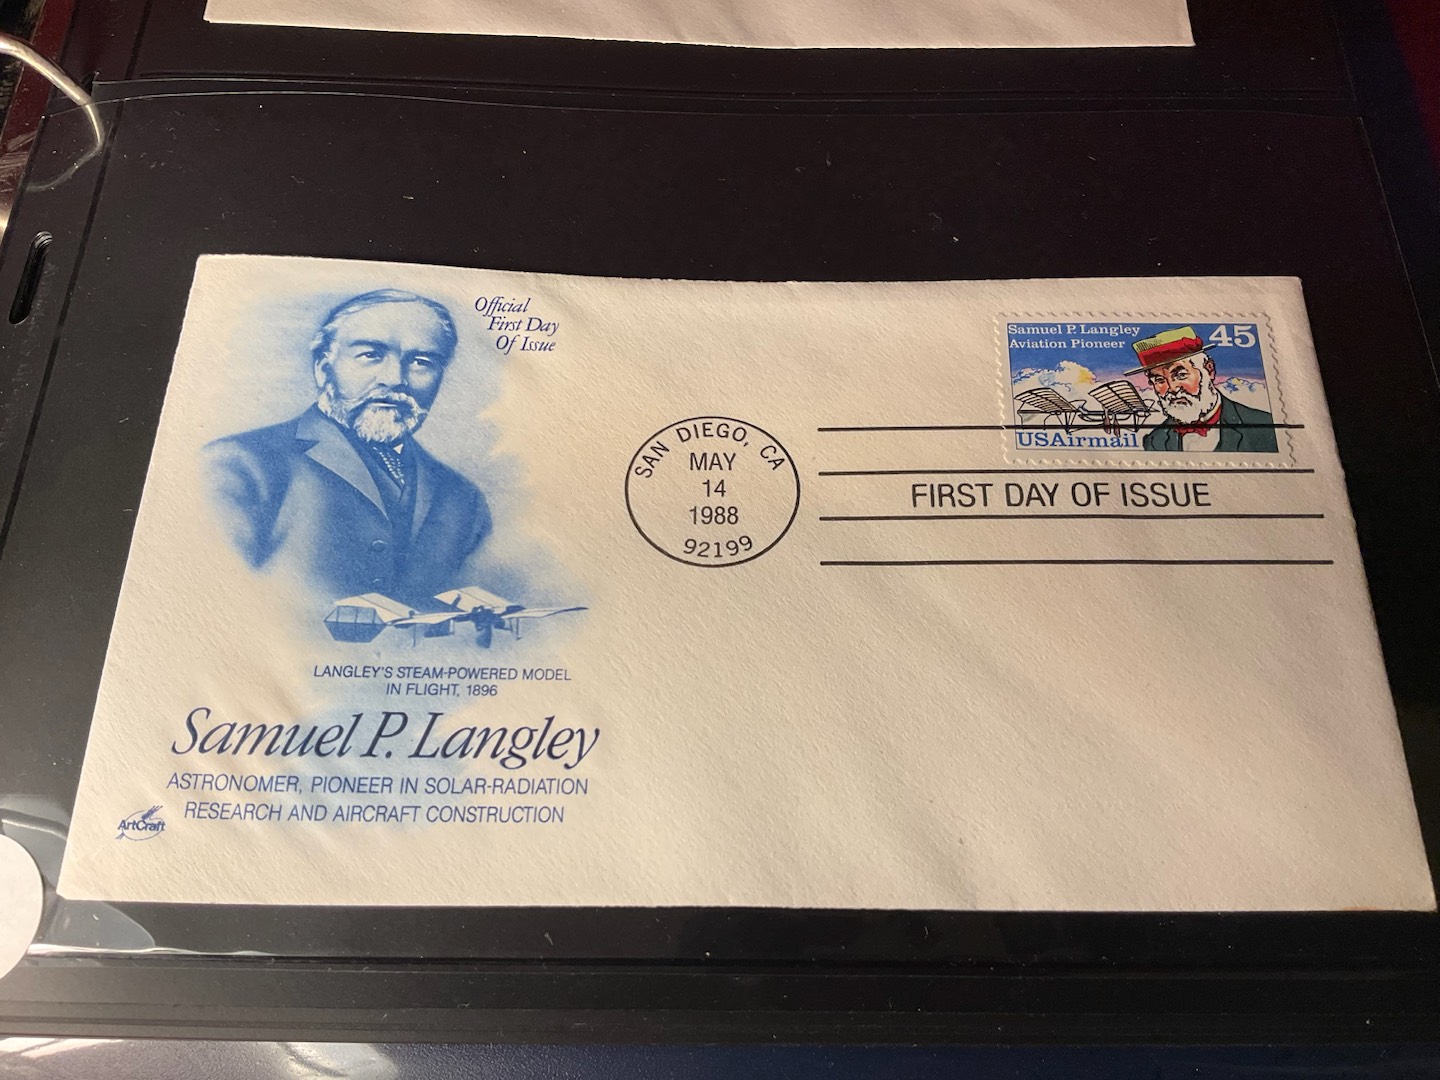 Official
First Day
Of Issue
Samuel P. Langley
Aviation Pioneer
45
USAirmail
SAN DIEGO, CA
MAY
14
1988
92199
FIRST DAY OF ISSUE
LANGLEY'S STEAM-POWERED MODEL
IN FLIGHT, 1896
Samuel P. Langley
ASTRONOMER, PIONEER IN SOLAR-RADIATION
RESEARCH AND AIRCRAFT CONSTRUCTION
ArtCraft